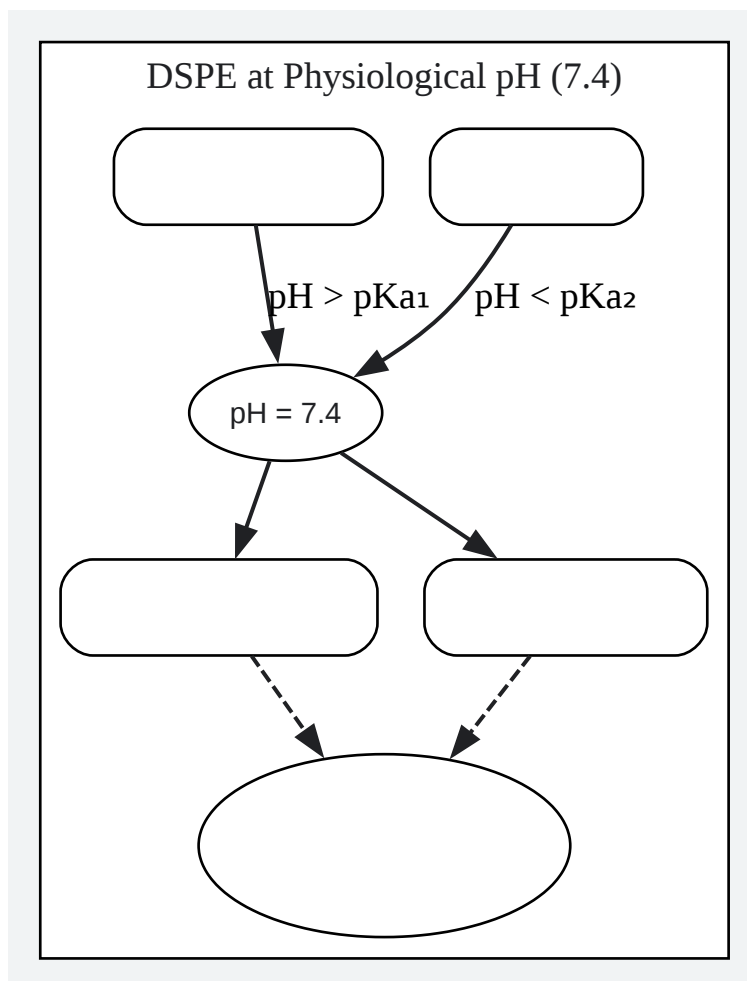 DSPE at Physiological pH (7.4)
pH > pKa₁
pH < pKa₂
pH = 7.4